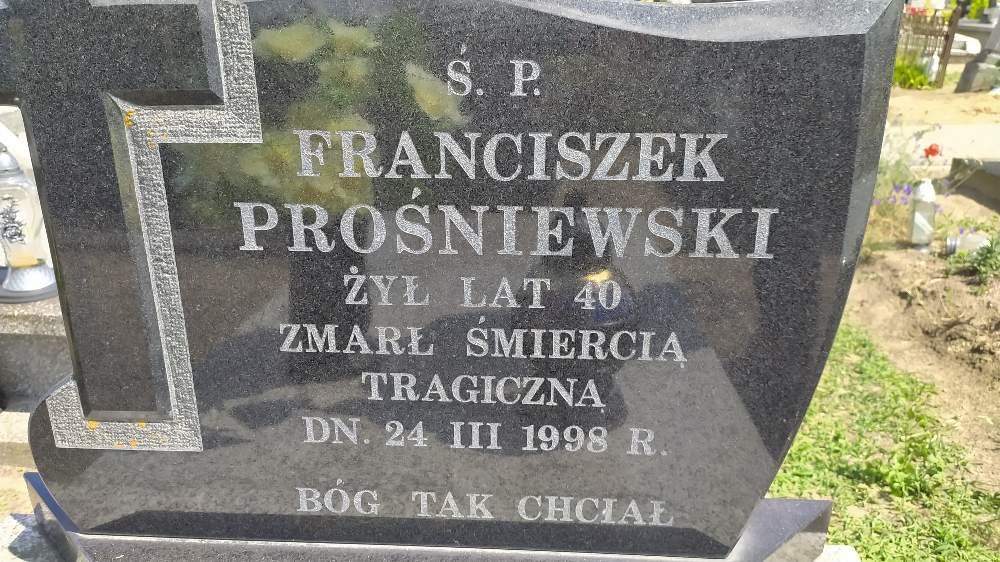 Ś. P.
FRANCISZEK
PROŚNIEWSKI
ŻYŁ LAT 40
ZMARŁ ŚMIERCIĄ
TRAGICZNĄ
DN. 24 III 1998 R.
BÓG TAK CHCIAŁ